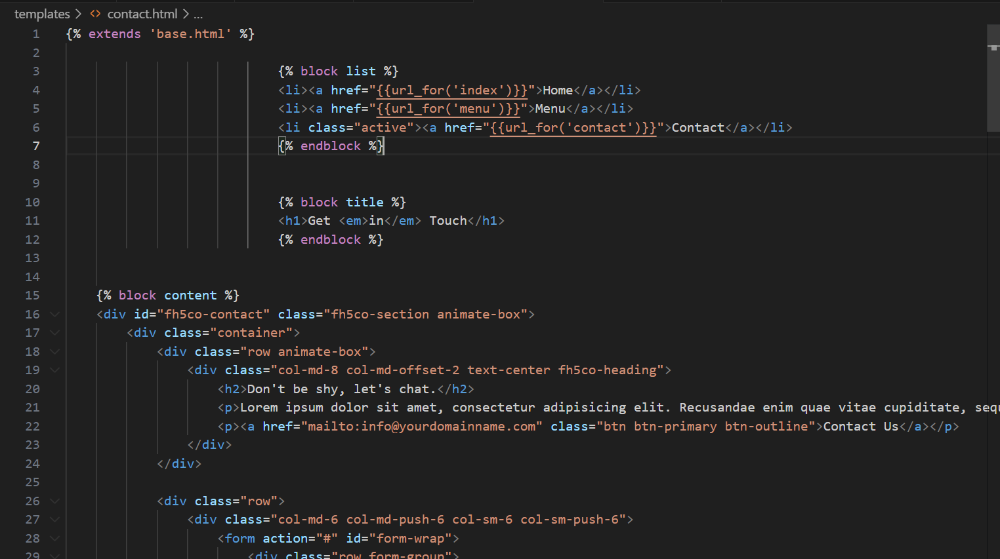 templates > <> contact.html > ...
1 {% extends 'base.html' %}
2
3 {% block list %}
4 <li><a href="{{url_for('index')}}">Home</a></li>
5 <li><a href="{{url_for('menu')}}">Menu</a></li>
6 <li class="active"><a href="{{url_for('contact')}}">Contact</a></li>
7 {% endblock %}
8
9
10 {% block title %}
11 <h1>Get <em>in</em> Touch</h1>
12 {% endblock %}
13
14
15 {% block content %}
16 <div id="fh5co-contact" class="fh5co-section animate-box">
17 <div class="container">
18 <div class="row animate-box">
19 <div class="col-md-8 col-md-offset-2 text-center fh5co-heading">
20 <h2>Don't be shy, let's chat.</h2>
21 <p>Lorem ipsum dolor sit amet, consectetur adipisicing elit. Recusandae enim quae vitae cupiditate, sequ
22 <p><a href="mailto:info@yourdomainname.com" class="btn btn-primary btn-outline">Contact Us</a></p>
23 </div>
24 </div>
25
26 <div class="row">
27 <div class="col-md-6 col-md-push-6 col-sm-6 col-sm-push-6">
28 <form action="#" id="form-wrap">
29 <div class="row form-group">